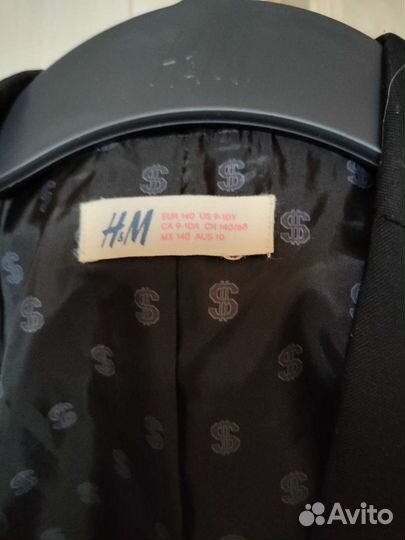 H&M
EUR 140 US 9-10Y
CA 9-10A CN 140/68
MX 140 AUS 10
Avito